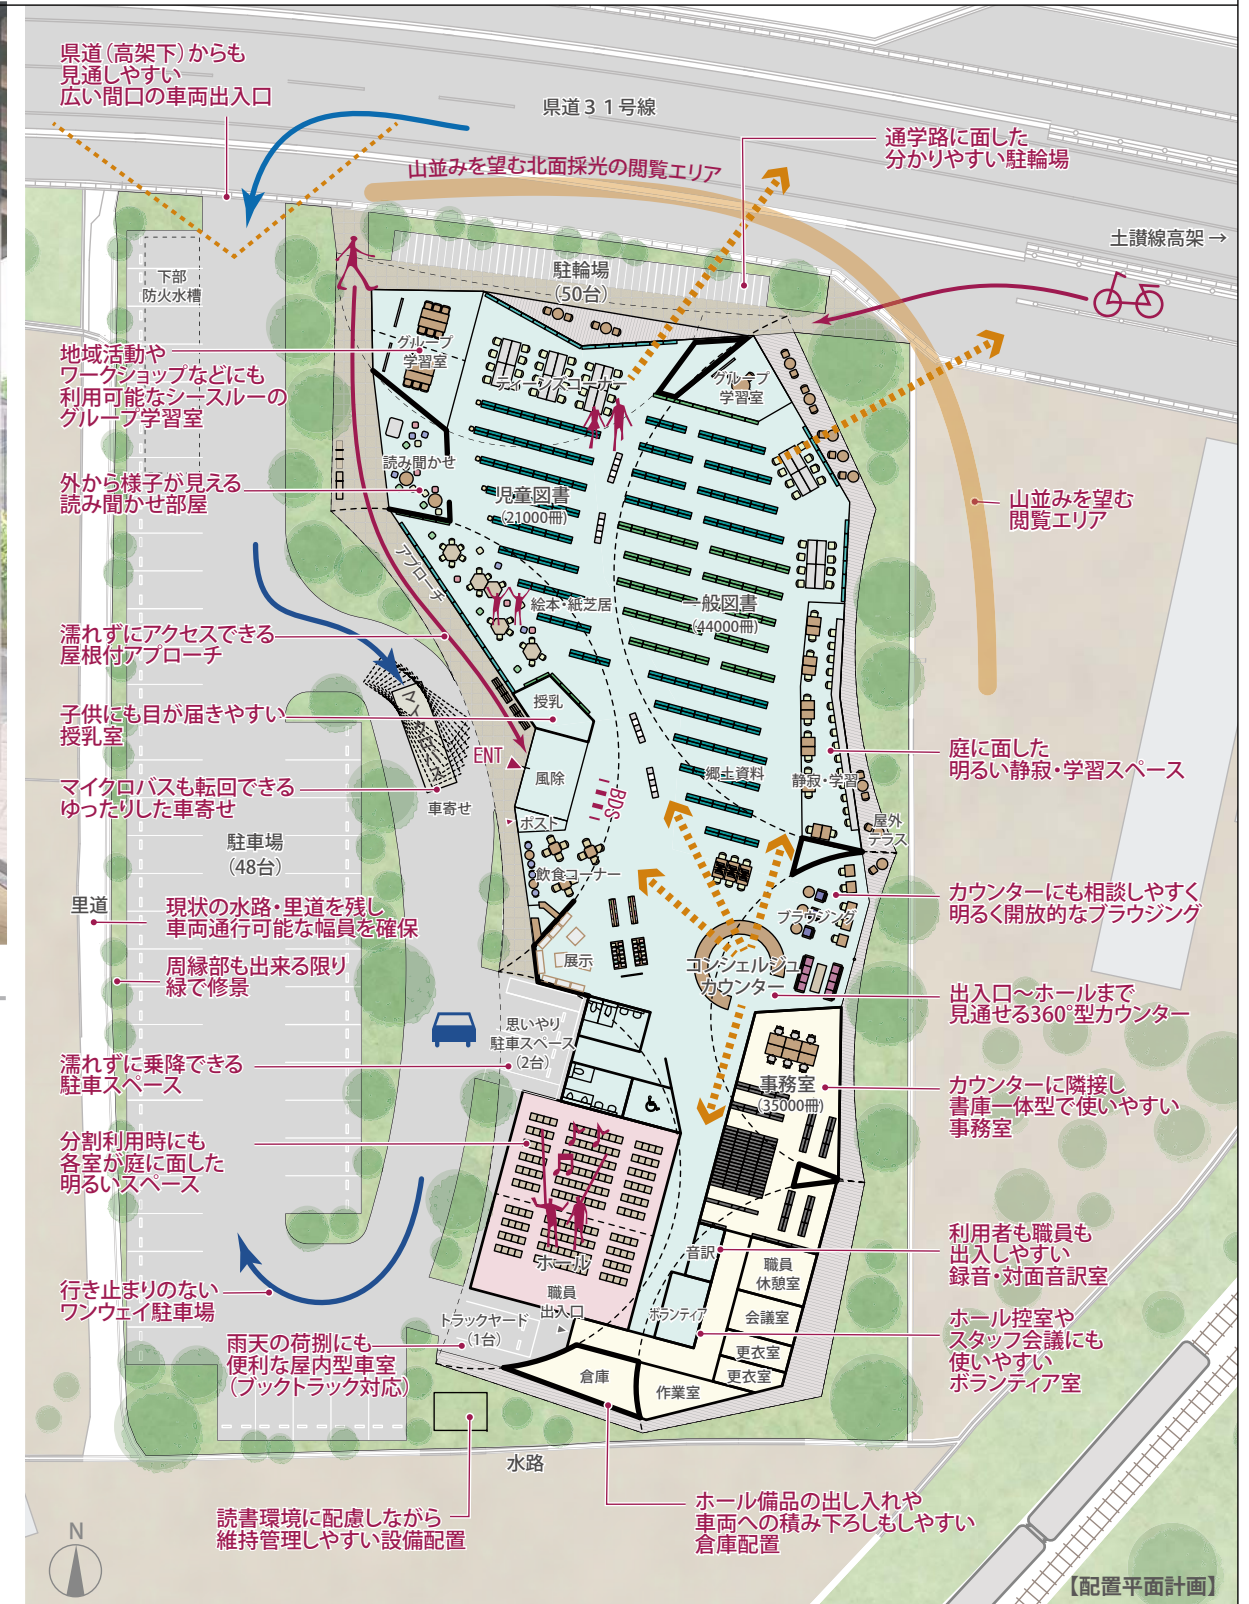 県道(高架下)からも
見通しやすい
広い間口の車両出入口
県道31号線
通学路に面した
分かりやすい駐輪場
山並みを望む北面採光の閲覧エリア
土讃線高架→
下部
防火水槽
駐輪場
(50台)
グループ
学習室
ティーンズコーナー
グループ
学習室
地域活動や
ワークショップなどにも
利用可能なシースルーの
グループ学習室
読み聞かせ
外から様子が見える
読み聞かせ部屋
児童図書
(21000冊)
山並みを望む
閲覧エリア
アプローチ
絵本・紙芝居
一般図書
(44000冊)
濡れずにアクセスできる
屋根付アプローチ
マイクロバス
授乳
子供にも目が届きやすい
授乳室
ENT
風除
郷土資料
静寂・学習
庭に面した
明るい静寂・学習スペース
マイクロバスも転回できる
ゆったりした車寄せ
車寄せ
BDS
ポスト
屋外
テラス
駐車場
(48台)
飲食コーナー
里道
現状の水路・里道を残し
車両通行可能な幅員を確保
ブラウジング
カウンターにも相談しやすく
明るく開放的なブラウジング
周縁部も出来る限り
緑で修景
展示
コンシェルジュ
カウンター
出入口～ホールまで
見通せる360°型カウンター
思いやり
駐車スペース
(2台)
濡れずに乗降できる
駐車スペース
事務室
(35000冊)
カウンターに隣接し
書庫一体型で使いやすい
事務室
分割利用時にも
各室が庭に面した
明るいスペース
ホール
音訳
職員
休憩室
利用者も職員も
出入しやすい
録音・対面音訳室
行き止まりのない
ワンウェイ駐車場
職員
出入口
トラックヤード
(1台)
ボランティア
会議室
ホール控室や
スタッフ会議にも
使いやすい
ボランティア室
雨天の荷捌にも
便利な屋内型車室
(ブックトラック対応)
更衣室
更衣室
倉庫
作業室
水路
読書環境に配慮しながら
維持管理しやすい設備配置
ホール備品の出し入れや
車両への積み下ろしもしやすい
倉庫配置
N
【配置平面計画】